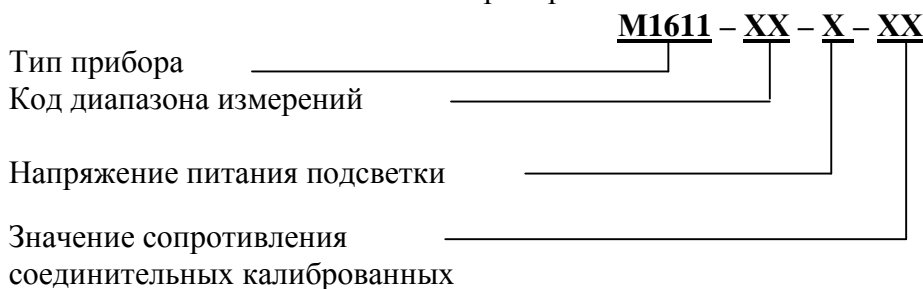 М1611 – ХХ – Х – ХХ
Тип прибора
Код диапазона измерений
Напряжение питания подсветки
Значение сопротивления
соединительных калиброванных